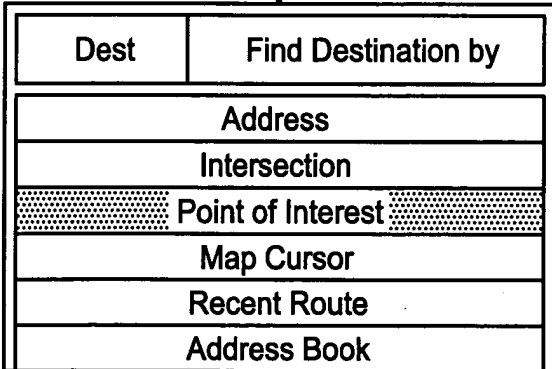 Dest Find Destination by
Address
Intersection
Point of Interest
Map Cursor
Recent Route
Address Book